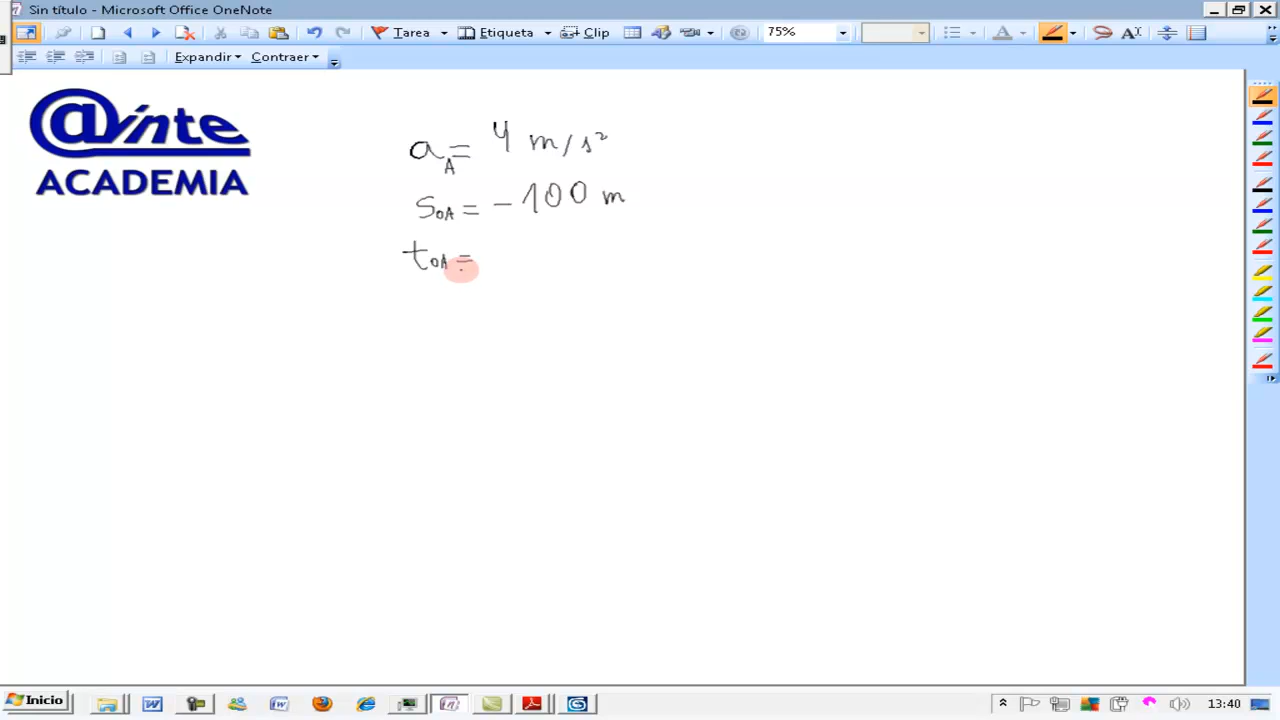 Sin título - Microsoft Office OneNote
Tarea Etiqueta Clip 75%
Expandir Contraer
@inte
ACADEMIA
a_A = 4 m/s²
S_0A = -100 m
t_0A =
Inicio
13:40